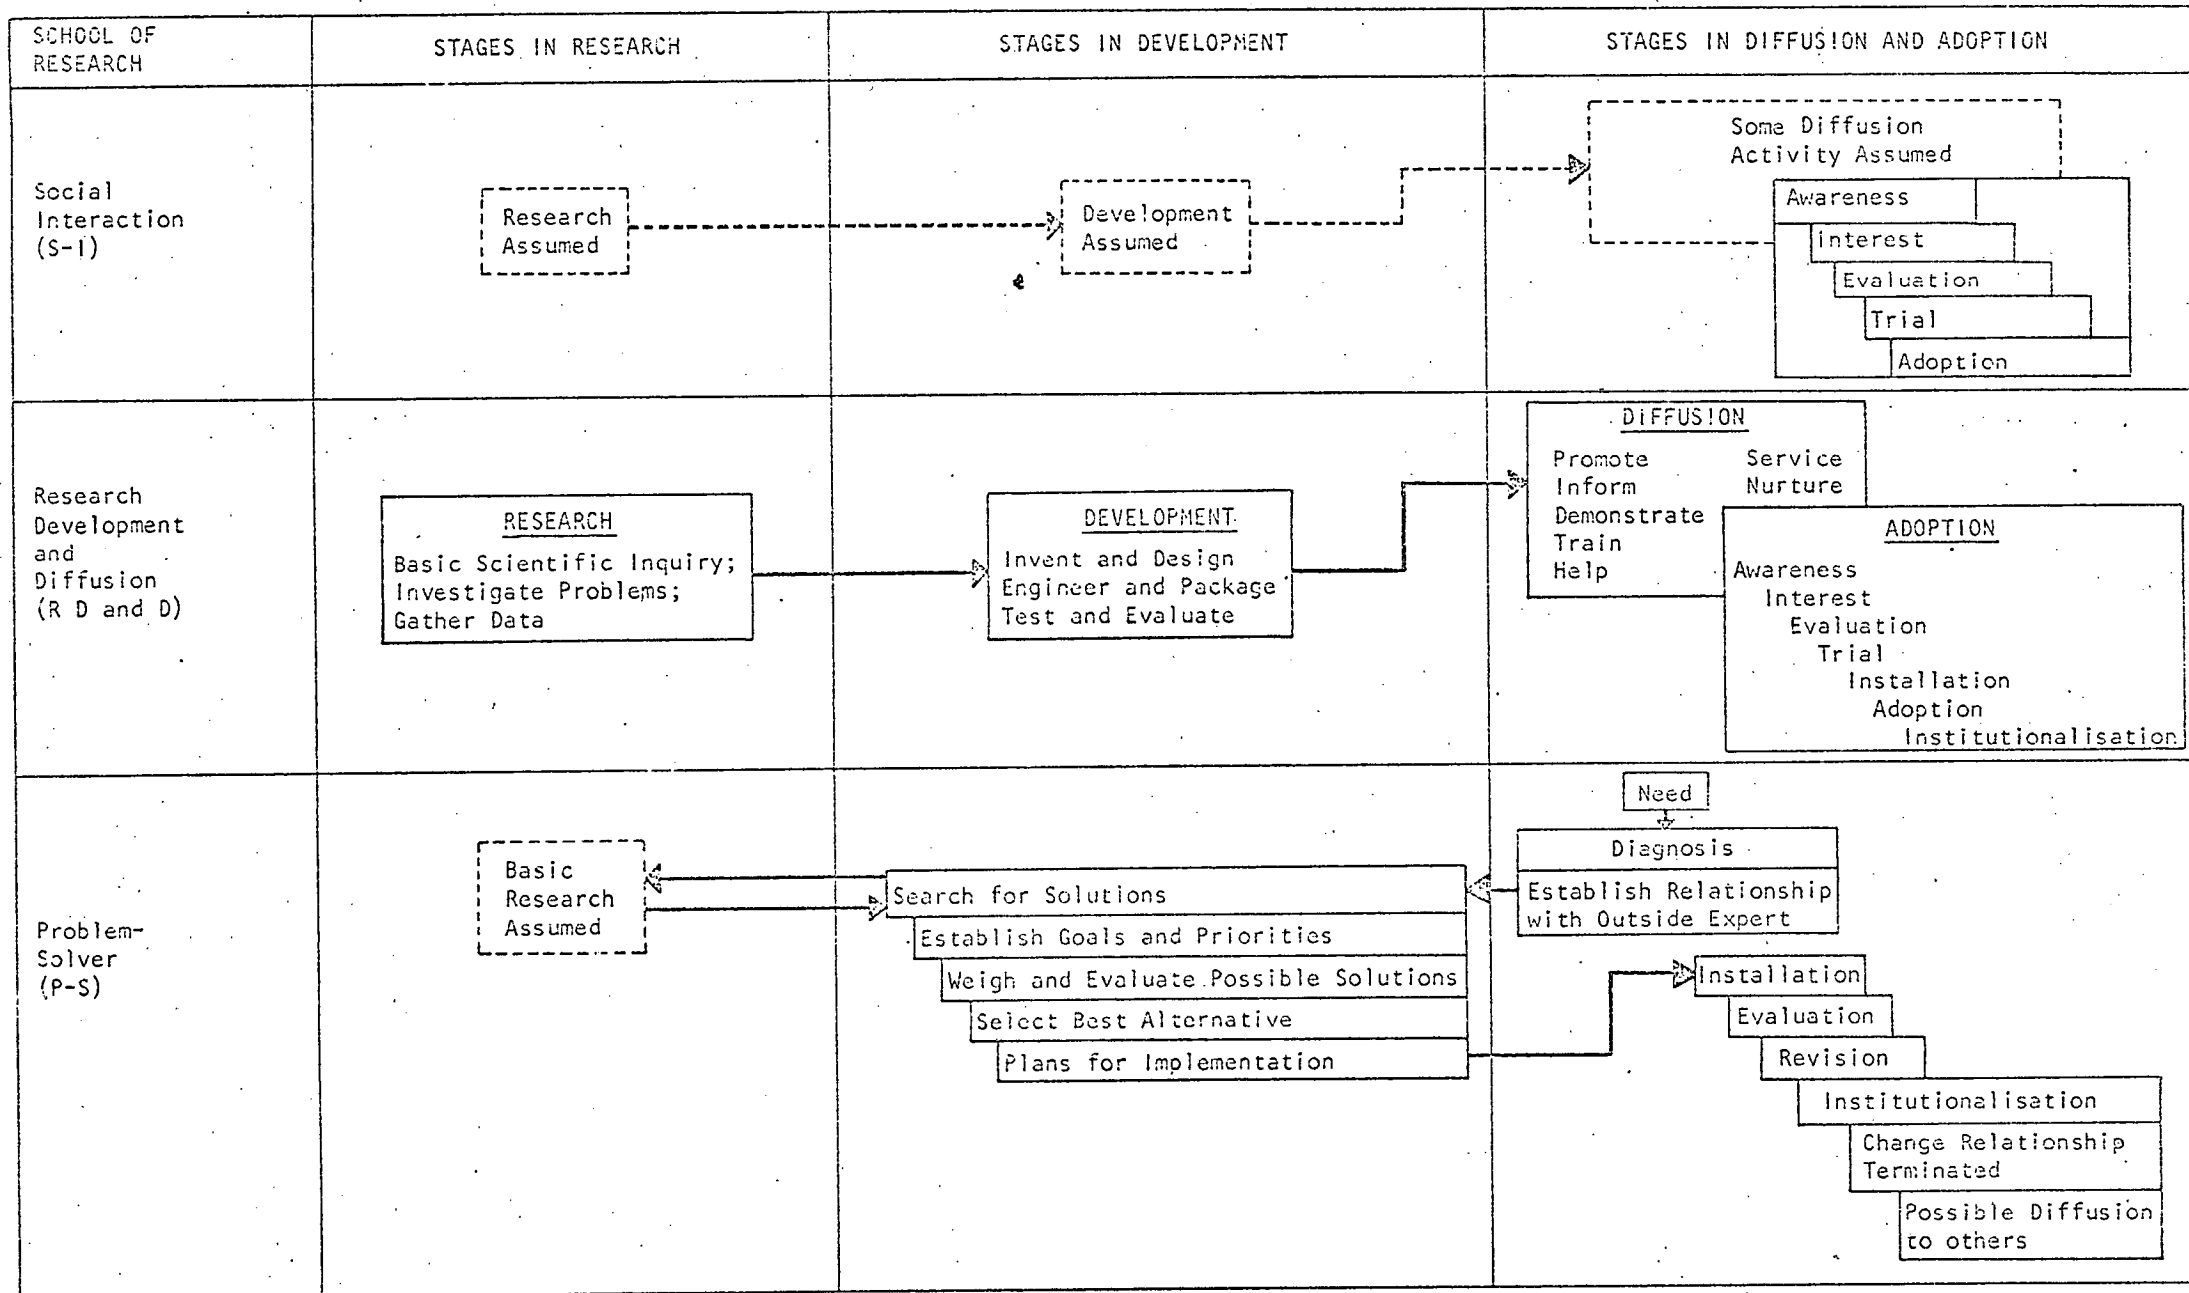 SCHOOL OF
RESEARCH
STAGES IN RESEARCH
STAGES IN DEVELOPMENT
STAGES IN DIFFUSION AND ADOPTION
Social
Interaction
(S-I)
Research
Assumed
Development
Assumed
Some Diffusion
Activity Assumed
Awareness
interest
Evaluation
Trial
Adoption
Research
Development
and
Diffusion
(R D and D)
RESEARCH
Basic Scientific Inquiry;
Investigate Problems;
Gather Data
DEVELOPMENT
Invent and Design
Engineer and Package
Test and Evaluate
DIFFUSION
Promote Service
Inform Nurture
Demonstrate
Train
Help
ADOPTION
Awareness
Interest
Evaluation
Trial
Installation
Adoption
Institutionalisation
Problem-
Solver
(P-S)
Basic
Research
Assumed
Search for Solutions
Establish Goals and Priorities
Weigh and Evaluate Possible Solutions
Select Best Alternative
Plans for Implementation
Need
Diagnosis
Establish Relationship
with Outside Expert
Installation
Evaluation
Revision
Institutionalisation
Change Relationship
Terminated
Possible Diffusion
to others